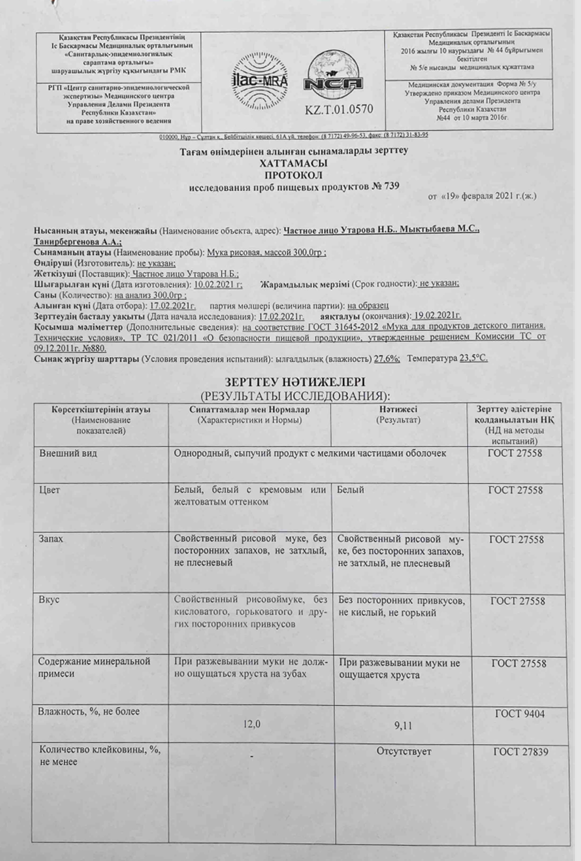 Қазақстан Республикасы Президентінің
Іс Басқармасы Медициналық орталығының
«Санитарлық-эпидемиологиялық
сараптама орталығы»
шаруашылық жүргізу құқығындағы РМК
РГП «Центр санитарно-эпидемиологической
экспертизы» Медицинского центра
Управления Делами Президента
Республики Казахстан»
на праве хозяйственного ведения
ilac-MRA
NCA
KZ.T.01.0570
Қазақстан Республикасы Президенті Іс Басқармасы
Медициналық орталығының
2016 жылғы 10 наурыздағы № 44 бұйрығымен
бекітілген
№ 5/е нысанды медициналық құжаттама
Медицинская документация Форма № 5/у
Утверждено приказом Медицинского центра
Управления делами Президента
Республики Казахстан
№44 от 10 марта 2016г.
010000, Нұр – Сұлтан қ., Бейбітшілік көшесі, 61А үй, телефон: (8 7172) 49-96-53, факс: (8 7172) 31-83-95
Тағам өнімдерінен алынған сынамаларды зерттеу
ХАТТАМАСЫ
ПРОТОКОЛ
исследования проб пищевых продуктов № 739
от «19» февраля 2021 г.(ж.)
Нысанның атауы, мекенжайы (Наименование объекта, адрес): Частное лицо Утарова Н.Б., Мыктыбаева М.С.,
Танирбергенова А.А.;
Сынаманың атауы (Наименование пробы): Мука рисовая, массой 300,0гр ;
Өндіруші (Изготовитель): не указан;
Жеткізуші (Поставщик): Частное лицо Утарова Н.Б.;
Шығарылған күні (Дата изготовления): 10.02.2021 г; Жарамдылық мерзімі (Срок годности): не указан;
Саны (Количество): на анализ 300,0гр ;
Алынған күні (Дата отбора): 17.02.2021г. партия мөлшері (величина партии): на образец
Зерттеудің басталу уақыты (Дата начала исследования): 17.02.2021г. аяқталуы (окончания): 19.02.2021г.
Қосымша мәліметтер (Дополнительные сведения): на соответствие ГОСТ 31645-2012 «Мука для продуктов детского питания.
Технические условия», ТР ТС 021/2011 «О безопасности пищевой продукции», утвержденные решением Комиссии ТС от
09.12.2011г. №880.
Сынақ жүргізу шарттары (Условия проведения испытаний): ылғалдылық (влажность) 27,6%; Температура 23,5°С.
ЗЕРТТЕУ НӘТИЖЕЛЕРІ
(РЕЗУЛЬТАТЫ ИССЛЕДОВАНИЯ):
Көрсеткіштерінің атауы
(Наименование
показателей)
Сипаттамалар мен Нормалар
(Характеристики и Нормы)
Нәтижесі
(Результат)
Зерттеу әдістеріне
қолданылатын НҚ
(НД на методы
испытаний)
Внешний вид
Однородный, сыпучий продукт с мелкими частицами оболочек
ГОСТ 27558
Цвет
Белый, белый с кремовым или
желтоватым оттенком
Белый
ГОСТ 27558
Запах
Свойственный рисовой муке, без
посторонних запахов, не затхлый,
не плесневый
Свойственный рисовой му-
ке, без посторонних запахов,
не затхлый, не плесневый
ГОСТ 27558
Вкус
Свойственный рисовоймуке, без
кисловатого, горьковатого и дру-
гих посторонних привкусов
Без посторонних привкусов,
не кислый, не горький
ГОСТ 27558
Содержание минеральной
примеси
При разжевывании муки не долж-
но ощущаться хруста на зубах
При разжевывании муки не
ощущается хруста
ГОСТ 27558
Влажность, %, не более
12,0
9,11
ГОСТ 9404
Количество клейковины, %,
не менее
-
Отсутствует
ГОСТ 27839